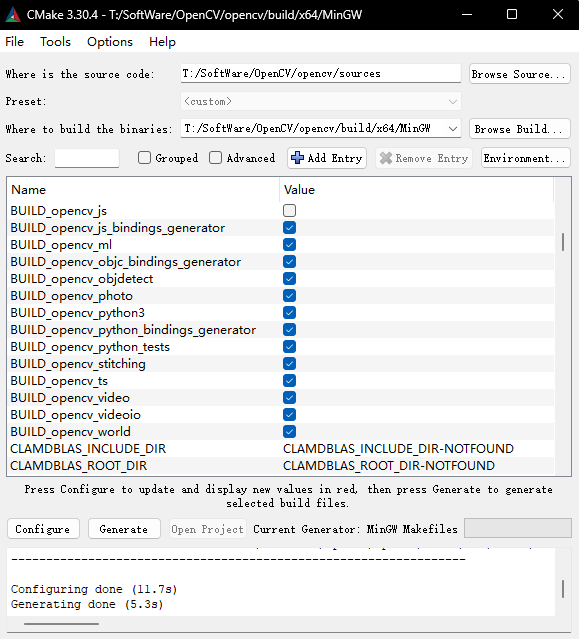 CMake 3.30.4 - T:/SoftWare/OpenCV/opencv/build/x64/MinGW
File Tools Options Help
Where is the source code: T:/SoftWare/OpenCV/opencv/sources Browse Source...
Preset: <custom>
Where to build the binaries: T:/SoftWare/OpenCV/opencv/build/x64/MinGW Browse Build...
Search: Grouped Advanced Add Entry Remove Entry Environment...
Name Value
BUILD_opencv_js
BUILD_opencv_js_bindings_generator
BUILD_opencv_ml
BUILD_opencv_objc_bindings_generator
BUILD_opencv_objdetect
BUILD_opencv_photo
BUILD_opencv_python3
BUILD_opencv_python_bindings_generator
BUILD_opencv_python_tests
BUILD_opencv_stitching
BUILD_opencv_ts
BUILD_opencv_video
BUILD_opencv_videoio
BUILD_opencv_world
CLAMDBLAS_INCLUDE_DIR CLAMDBLAS_INCLUDE_DIR-NOTFOUND
CLAMDBLAS_ROOT_DIR CLAMDBLAS_ROOT_DIR-NOTFOUND
Press Configure to update and display new values in red, then press Generate to generate
selected build files.
Configure Generate Open Project Current Generator: MinGW Makefiles
Configuring done (11.7s)
Generating done (5.3s)